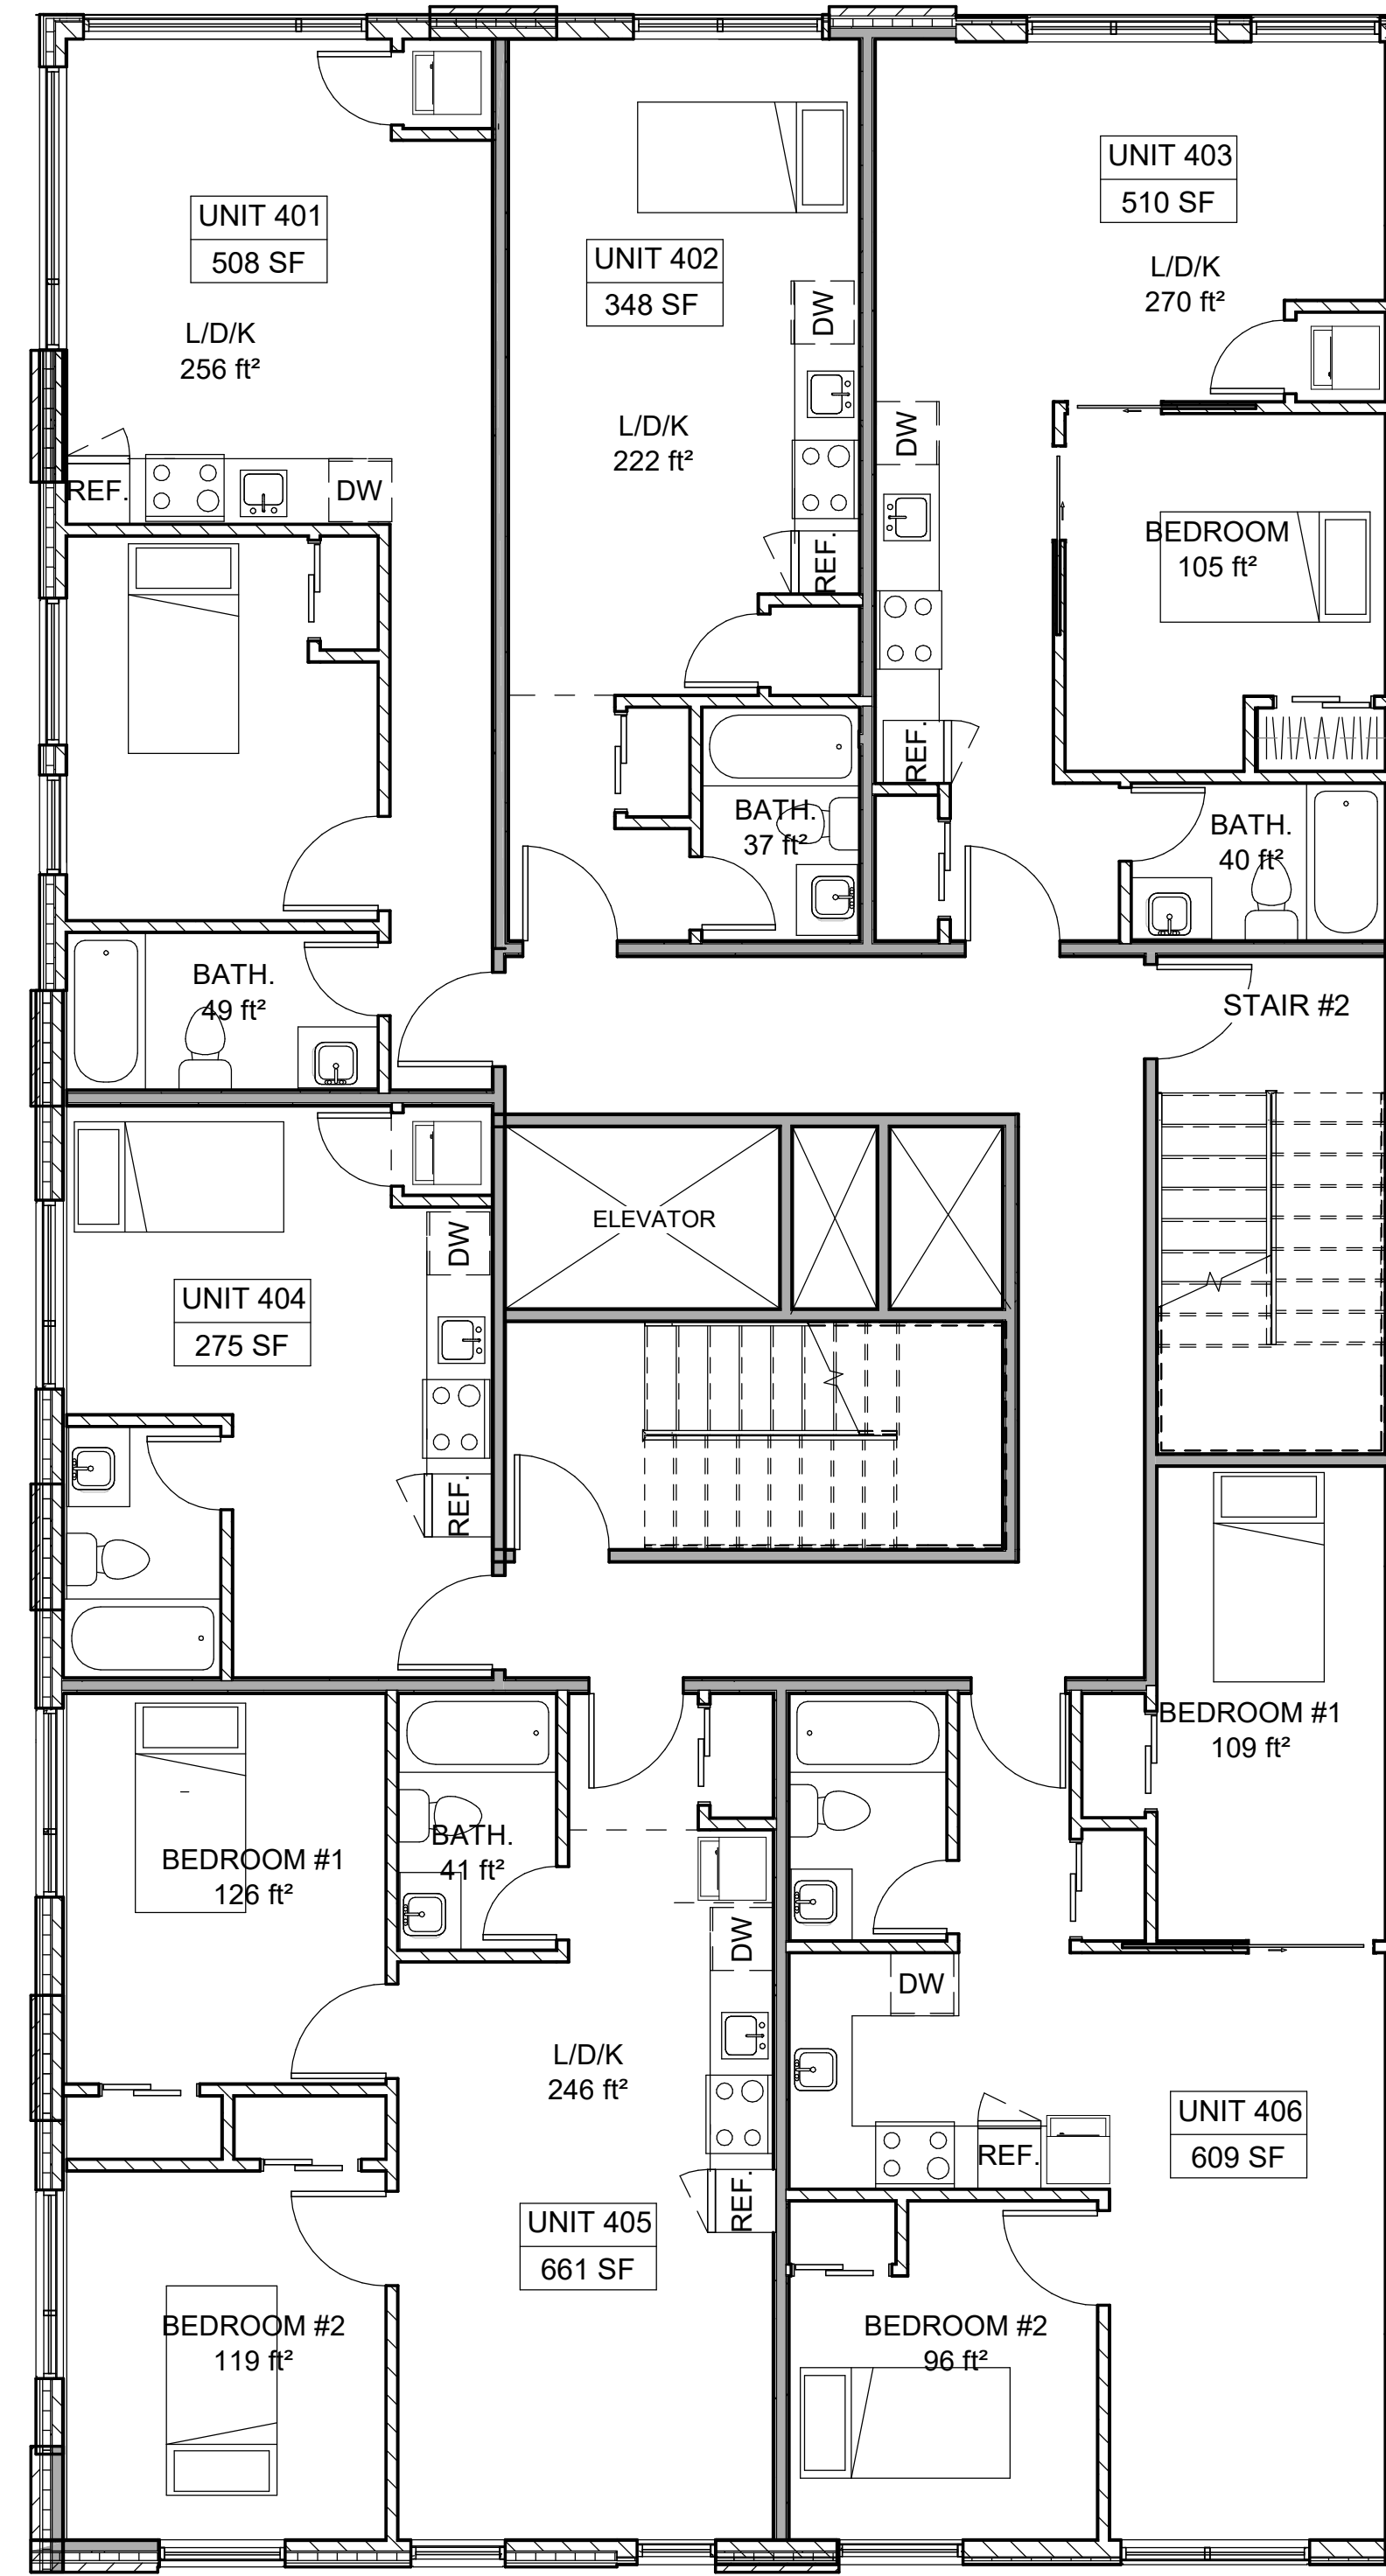 UNIT 401
508 SF
L/D/K
256 ft²
REF.
DW
BATH.
49 ft²
UNIT 402
348 SF
DW
L/D/K
222 ft²
REF.
BATH.
37 ft²
UNIT 403
510 SF
L/D/K
270 ft²
DW
BEDROOM
105 ft²
REF.
BATH.
40 ft²
STAIR #2
ELEVATOR
DW
UNIT 404
275 SF
REF.
BEDROOM #1
126 ft²
BATH.
41 ft²
DW
L/D/K
246 ft²
REF.
UNIT 405
661 SF
BEDROOM #2
119 ft²
BEDROOM #1
109 ft²
DW
REF.
UNIT 406
609 SF
BEDROOM #2
96 ft²